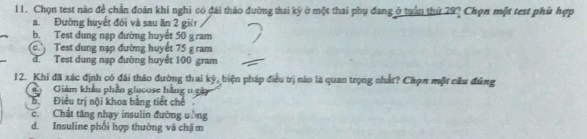 11. Chọn test nào để chẩn đoán khi nghi có đái tháo đường thai kỳ ở một thai phụ đang ở tuần thứ 29? Chọn một test phù hợp
a. Đường huyết đói và sau ăn 2 giờ
b. Test dung nạp đường huyết 50 gram
c. Test dung nạp đường huyết 75 gram
d. Test dung nạp đường huyết 100 gram
12. Khi đã xác định có đái tháo đường thai kỳ, biện pháp điều trị nào là quan trọng nhất? Chọn một câu đúng
a. Giảm khẩu phần glucose hằng ngày
b. Điều trị nội khoa bằng tiết chế
c. Chất tăng nhạy insulin đường uống
d. Insuline phối hợp thường và chậm